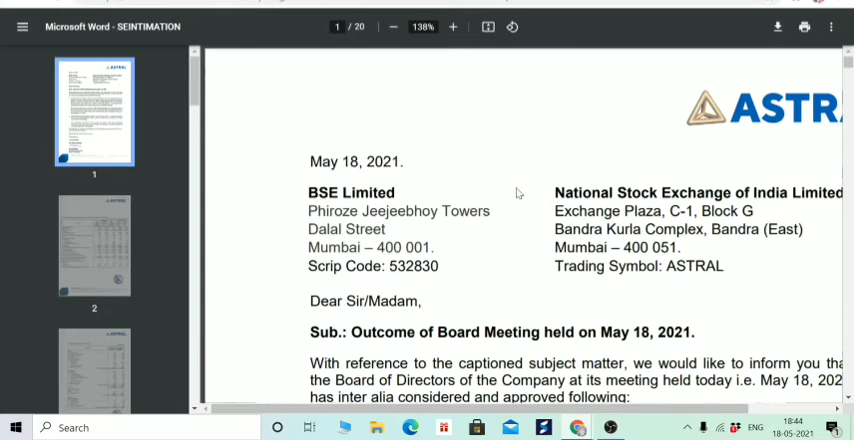 Microsoft Word - SEINTIMATION
1 / 20
138%
ASTRAL
1
ASTRAL
2
ASTRAL
ASTR
May 18, 2021.
BSE Limited
Phiroze Jeejeebhoy Towers
Dalal Street
Mumbai – 400 001.
Scrip Code: 532830
National Stock Exchange of India Limited
Exchange Plaza, C-1, Block G
Bandra Kurla Complex, Bandra (East)
Mumbai – 400 051.
Trading Symbol: ASTRAL
Dear Sir/Madam,
Sub.: Outcome of Board Meeting held on May 18, 2021.
With reference to the captioned subject matter, we would like to inform you tha
the Board of Directors of the Company at its meeting held today i.e. May 18, 202
has inter alia considered and approved following:
Search
ENG
18:44
18-05-2021
1